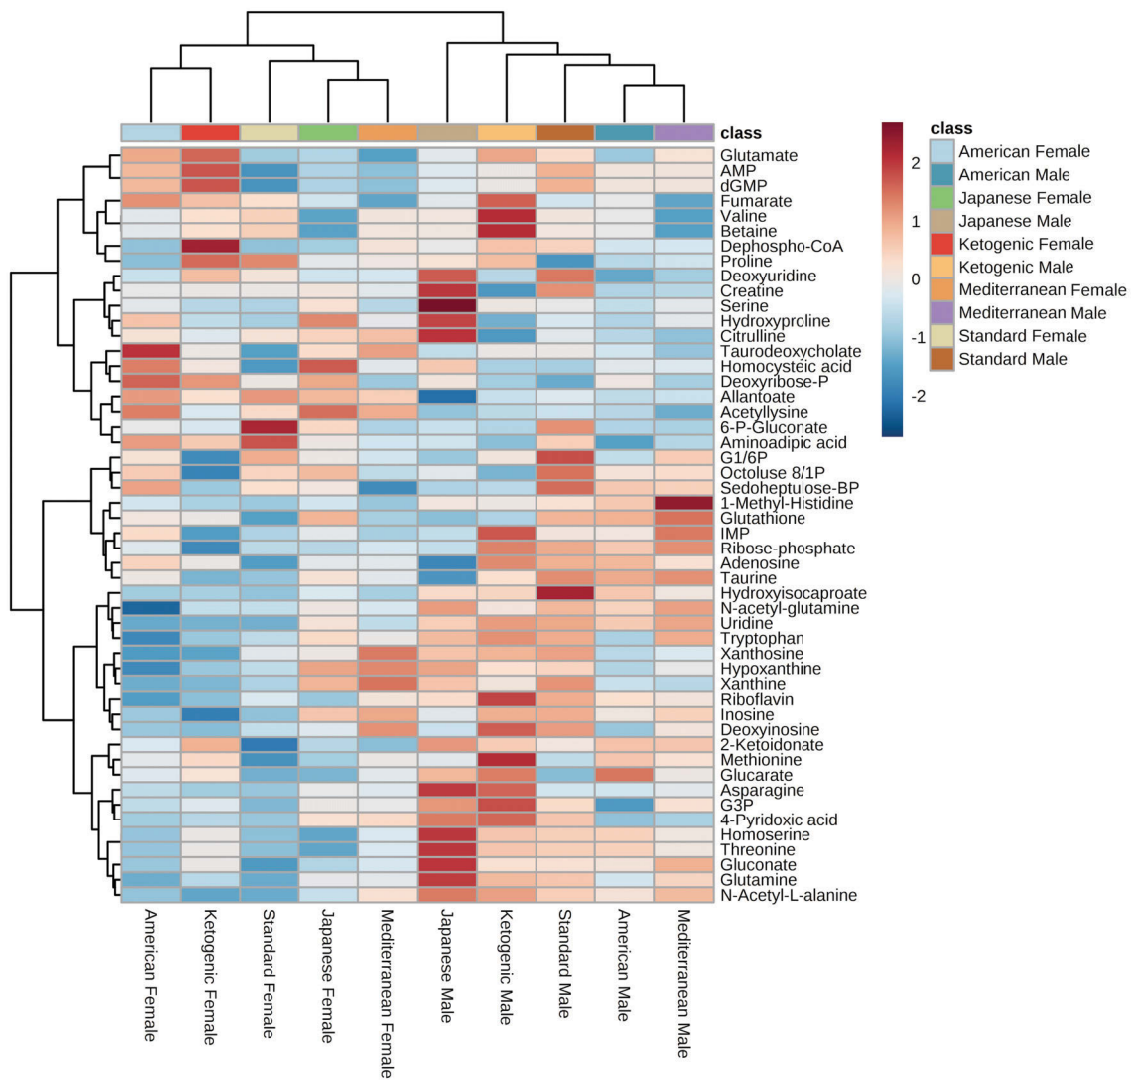 class
Glutamate
AMP
dGMP
Fumarate
Valine
Betaine
Dephospho-CoA
Proline
Deoxyuridine
Creatine
Serine
Hydroxyprcline
Citrulline
Taurodeoxycholate
Homocysteic acid
Deoxyribose-P
Allantoate
Acetyllysine
6-P-Gluconate
Aminoadipic acid
G1/6P
Octoluse 8/1P
Sedoheptulose-BP
1-Methyl-Histidine
Glutathione
IMP
Ribose-phosphate
Adenosine
Taurine
Hydroxyisocaproate
N-acetyl-glutamine
Uridine
Tryptophan
Xanthosine
Hypoxanthine
Xanthine
Riboflavin
Inosine
Deoxyinosine
2-Ketoidonate
Methionine
Glucarate
Asparagine
G3P
4-Pyridoxic acid
Homoserine
Threonine
Gluconate
Glutamine
N-Acetyl-L-alanine
American Female
Ketogenic Female
Standard Female
Japanese Female
Mediterranean Female
Japanese Male
Ketogenic Male
Standard Male
American Male
Mediterranean Male
2
1
0
-1
-2
class
American Female
American Male
Japanese Female
Japanese Male
Ketogenic Female
Ketogenic Male
Mediterranean Female
Mediterranean Male
Standard Female
Standard Male